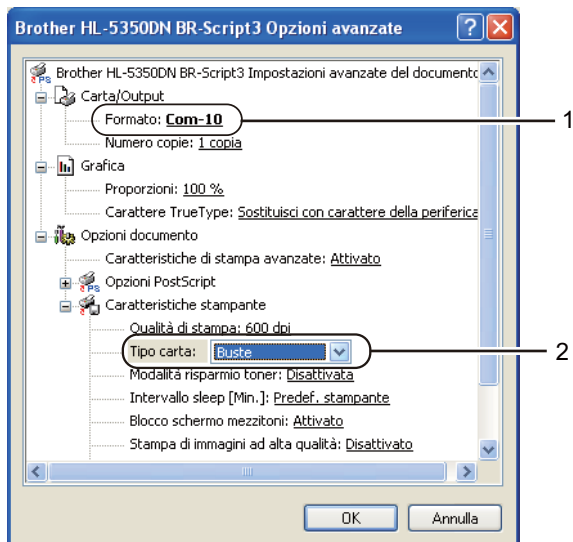 Brother HL-5350DN BR-Script3 Opzioni avanzate
Brother HL-5350DN BR-Script3 Impostazioni avanzate del documento
Carta/Output
Formato: Com-10
1
Numero copie: 1 copia
Grafica
Proporzioni: 100 %
Carattere TrueType: Sostituisci con carattere della periferica
Opzioni documento
Caratteristiche di stampa avanzate: Attivato
Opzioni PostScript
Caratteristiche stampante
Qualità di stampa: 600 dpi
Tipo carta: Buste
2
Modalità risparmio toner: Disattivata
Intervallo sleep [Min.]: Predef. stampante
Blocco schermo mezzitoni: Attivato
Stampa di immagini ad alta qualità: Disattivato
OK Annulla